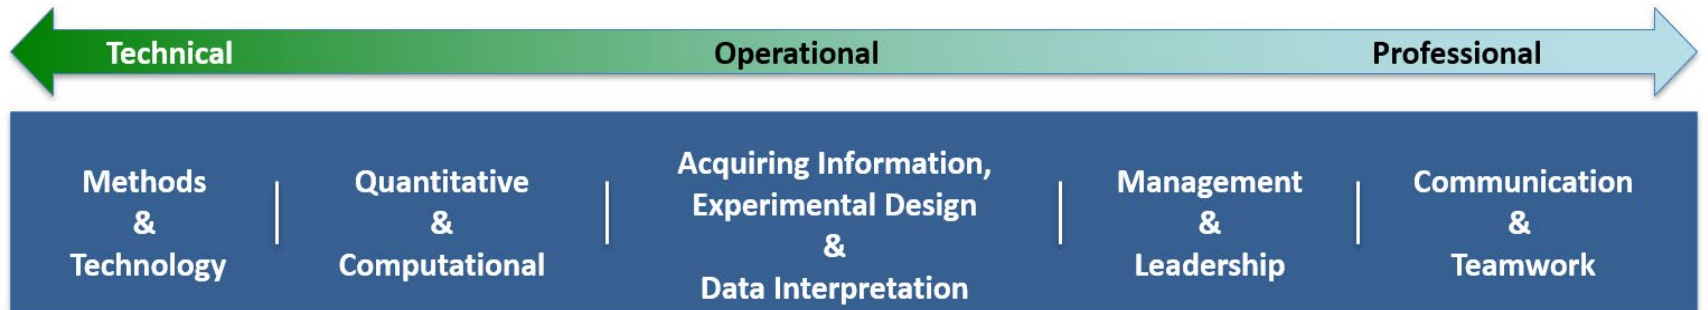 Technical Operational Professional
Methods
&
Technology
Quantitative
&
Computational
Acquiring Information,
Experimental Design
&
Data Interpretation
Management
&
Leadership
Communication
&
Teamwork